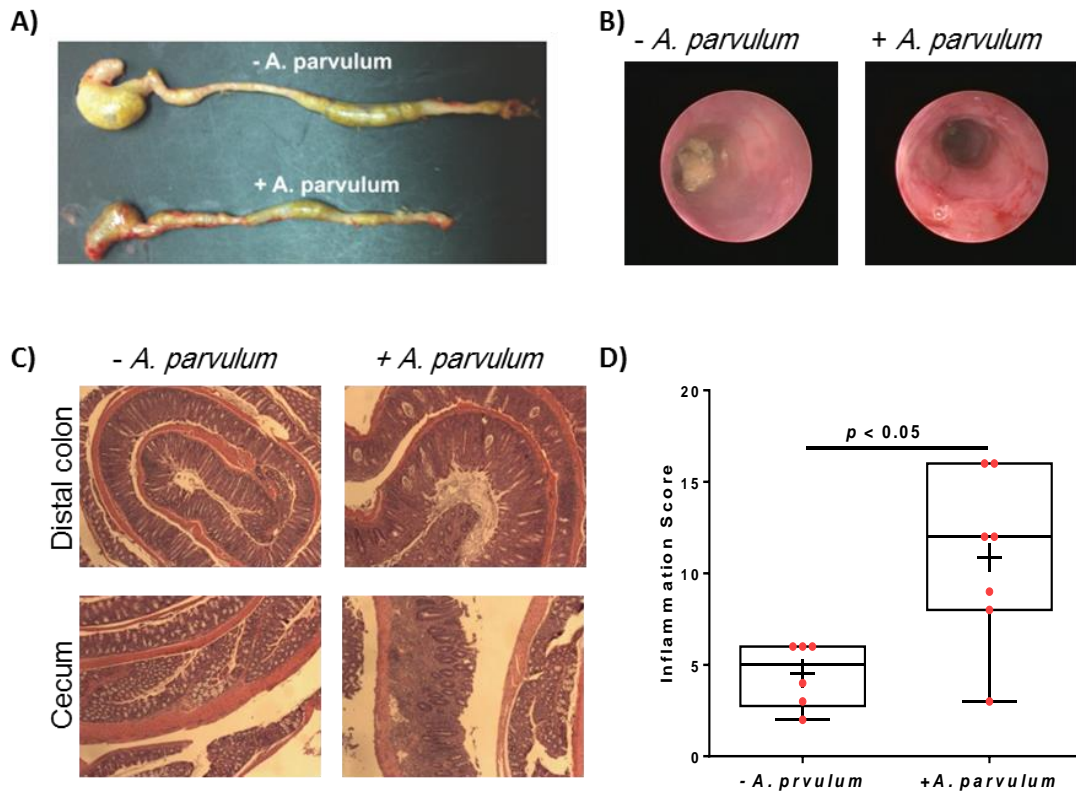 A)
- A. parvulum
+ A. parvulum
B)
- A. parvulum
+ A. parvulum
C)
- A. parvulum
+ A. parvulum
Distal colon
Cecum
D)
20
15
10
5
0
Inflammation Score
p < 0.05
- A. prvulum
+A. parvulum